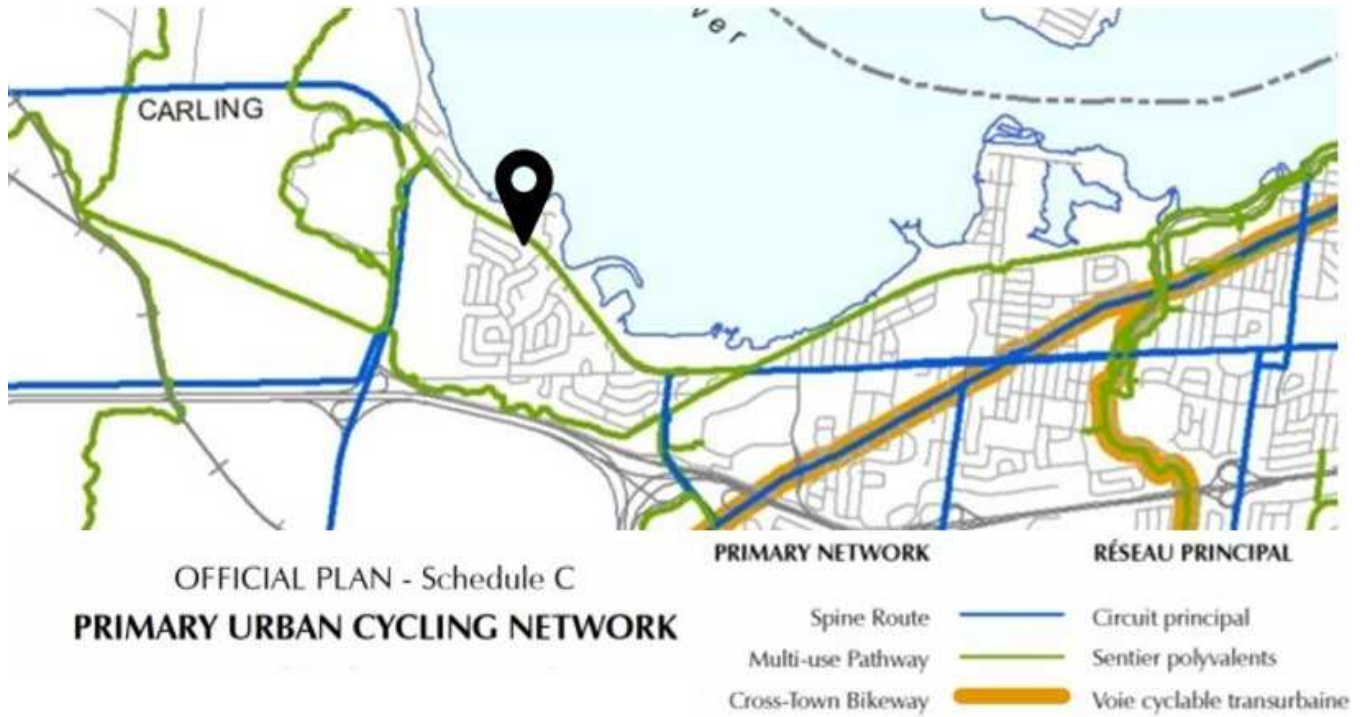 ver
CARLING
OFFICIAL PLAN - Schedule C
PRIMARY URBAN CYCLING NETWORK
PRIMARY NETWORK RÉSEAU PRINCIPAL
Spine Route Circuit principal
Multi-use Pathway Sentier polyvalents
Cross-Town Bikeway Voie cyclable transurbaine